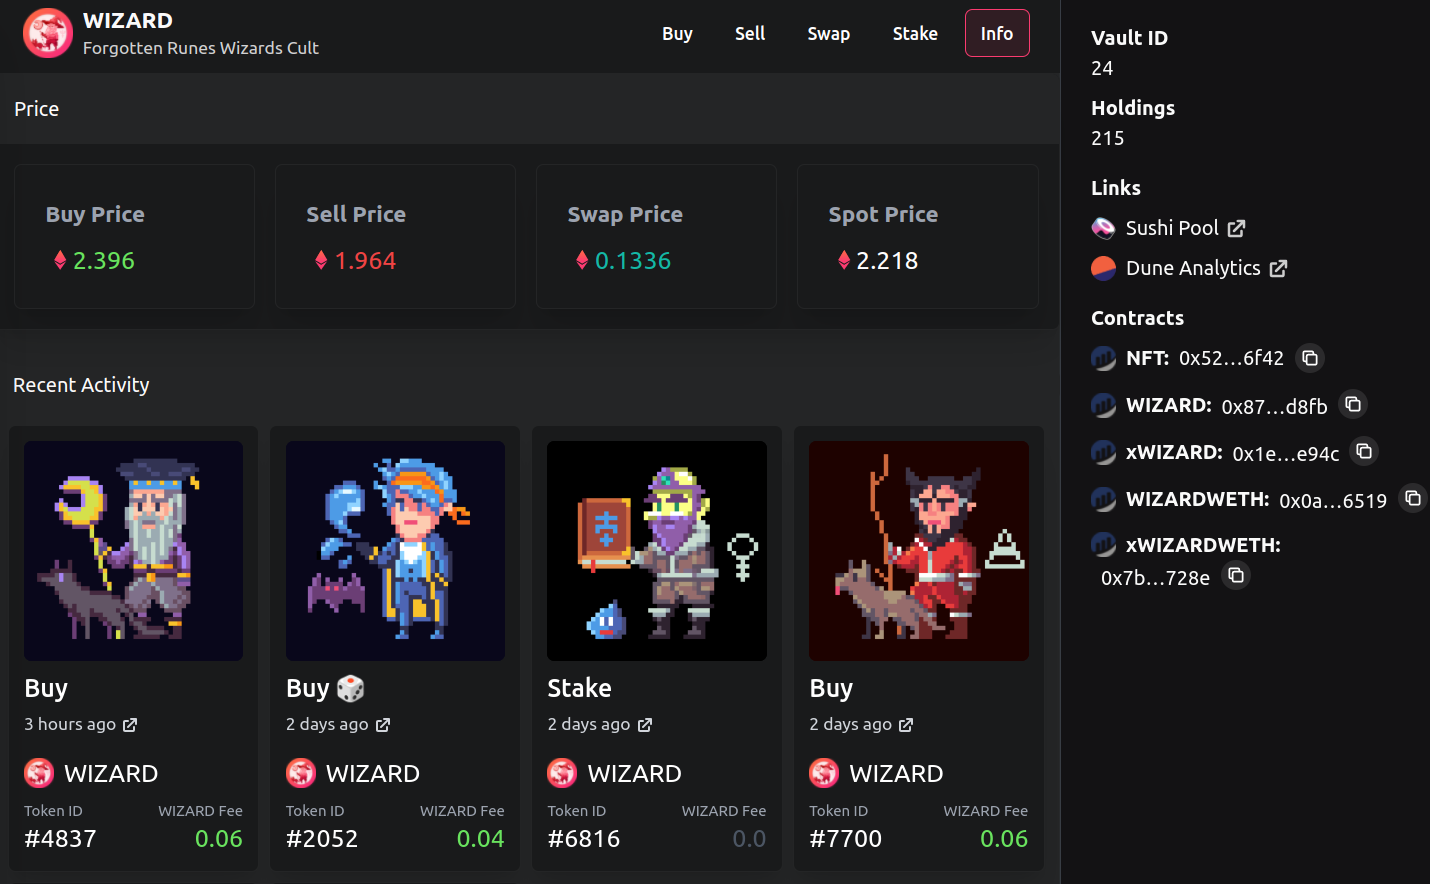 WIZARD
Forgotten Runes Wizards Cult
Buy
Sell
Swap
Stake
Info
Price
Buy Price
2.396
Sell Price
1.964
Swap Price
0.1336
Spot Price
2.218
Recent Activity
Buy
3 hours ago
WIZARD
Token ID
WIZARD Fee
#4837
0.06
Buy
2 days ago
WIZARD
Token ID
WIZARD Fee
#2052
0.04
Stake
2 days ago
WIZARD
Token ID
WIZARD Fee
#6816
0.0
Buy
2 days ago
WIZARD
Token ID
WIZARD Fee
#7700
0.06
Vault ID
24
Holdings
215
Links
Sushi Pool
Dune Analytics
Contracts
NFT: 0x52...6f42
WIZARD: 0x87...d8fb
xWIZARD: 0x1e...e94c
WIZARDWETH: 0x0a...6519
xWIZARDWETH:
0x7b...728e